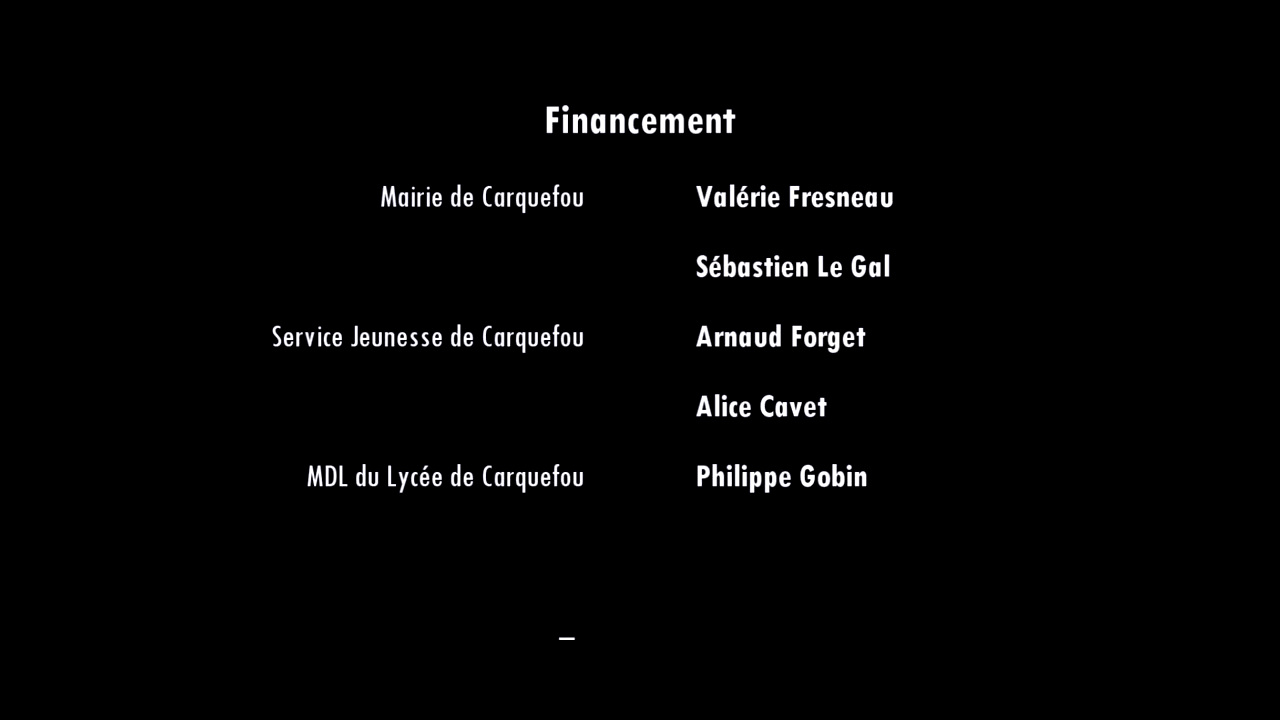 Financement
Mairie de Carquefou Valérie Fresneau
Sébastien Le Gal
Service Jeunesse de Carquefou Arnaud Forget
Alice Cavet
MDL du Lycée de Carquefou Philippe Gobin